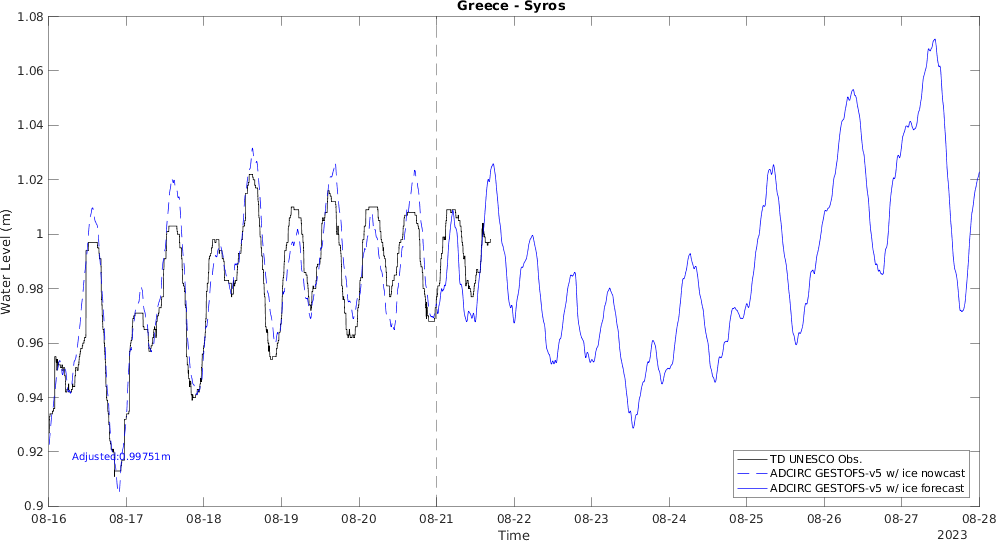 Greece - Syros
1.08
1.06
1.04
1.02
1
0.98
0.96
0.94
0.92
0.9
Water Level (m)
Adjusted:0.99751m
TD UNESCO Obs.
ADCIRC GESTOFS-v5 w/ ice nowcast
ADCIRC GESTOFS-v5 w/ ice forecast
08-16 08-17 08-18 08-19 08-20 08-21 08-22 08-23 08-24 08-25 08-26 08-27 08-28
Time
2023